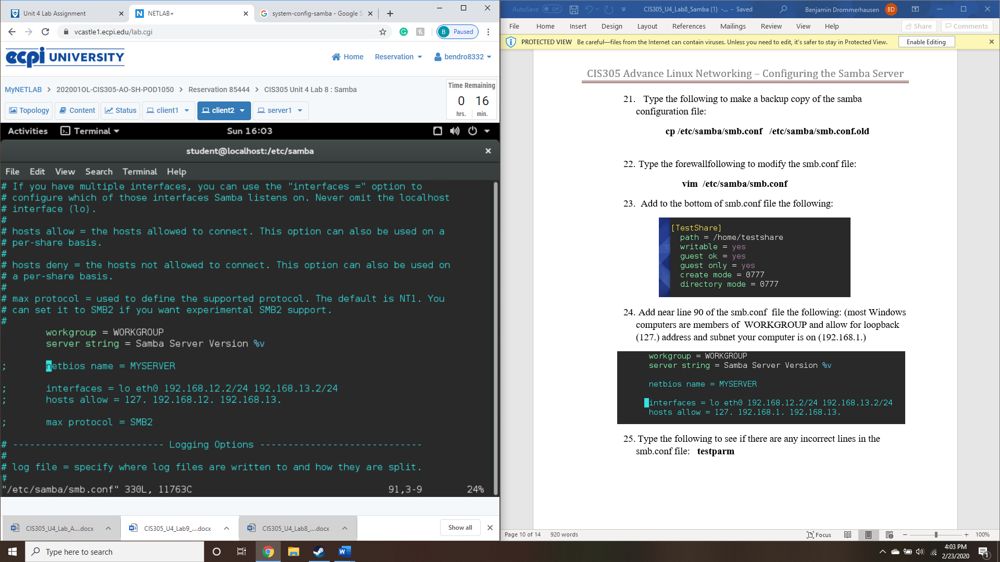 Unit 4 Lab Assignment
NETLAB+
system-config-samba - Google S
vcastle1.ecpi.edu/lab.cgi
B Paused
ecpi UNIVERSITY
Home
Reservation
bendro8332
MyNETLAB > 202001OL-CIS305-AO-SH-POD1050 > Reservation 85444 > CIS305 Unit 4 Lab 8 : Samba
Time Remaining
0 16
hrs. min.
Topology
Content
Status
client1
client2
server1
Activities
Terminal
Sun 16:03
student@localhost:/etc/samba
File Edit View Search Terminal Help
# If you have multiple interfaces, you can use the "interfaces =" option to
# configure which of those interfaces Samba listens on. Never omit the localhost
# interface (lo).
#
# hosts allow = the hosts allowed to connect. This option can also be used on a
# per-share basis.
#
# hosts deny = the hosts not allowed to connect. This option can also be used on
# a per-share basis.
#
# max protocol = used to define the supported protocol. The default is NT1. You
# can set it to SMB2 if you want experimental SMB2 support.
#
workgroup = WORKGROUP
server string = Samba Server Version %v
; netbios name = MYSERVER
; interfaces = lo eth0 192.168.12.2/24 192.168.13.2/24
; hosts allow = 127. 192.168.12. 192.168.13.
; max protocol = SMB2
# --------------------------- Logging Options -----------------------------
#
# log file = specify where log files are written to and how they are split.
#
"/etc/samba/smb.conf" 330L, 11763C 91,3-9 24%
CIS305_U4_Lab_A....docx
CIS305_U4_Lab9_....docx
CIS305_U4_Lab8_....docx
Show all
AutoSave Off
CIS305_U4_Lab8_Samba (1) -... - Saved
Benjamin Drommerhausen
BD
File Home Insert Design Layout References Mailings Review View Help
Share
Comments
PROTECTED VIEW Be careful—files from the Internet can contain viruses. Unless you need to edit, it's safer to stay in Protected View.
Enable Editing
CIS305 Advance Linux Networking – Configuring the Samba Server
21. Type the following to make a backup copy of the samba
configuration file:
cp /etc/samba/smb.conf /etc/samba/smb.conf.old
22. Type the forewallfollowing to modify the smb.conf file:
vim /etc/samba/smb.conf
23. Add to the bottom of smb.conf file the following:
[TestShare]
path = /home/testshare
writable = yes
guest ok = yes
guest only = yes
create mode = 0777
directory mode = 0777
24. Add near line 90 of the smb.conf file the following: (most Windows
computers are members of WORKGROUP and allow for loopback
(127.) address and subnet your computer is on (192.168.1.)
workgroup = WORKGROUP
server string = Samba Server Version %v
netbios name = MYSERVER
interfaces = lo eth0 192.168.12.2/24 192.168.13.2/24
hosts allow = 127. 192.168.1. 192.168.13.
25. Type the following to see if there are any incorrect lines in the
smb.conf file: testparm
Page 10 of 14
920 words
Focus
100%
Type here to search
4:03 PM
2/23/2020
1